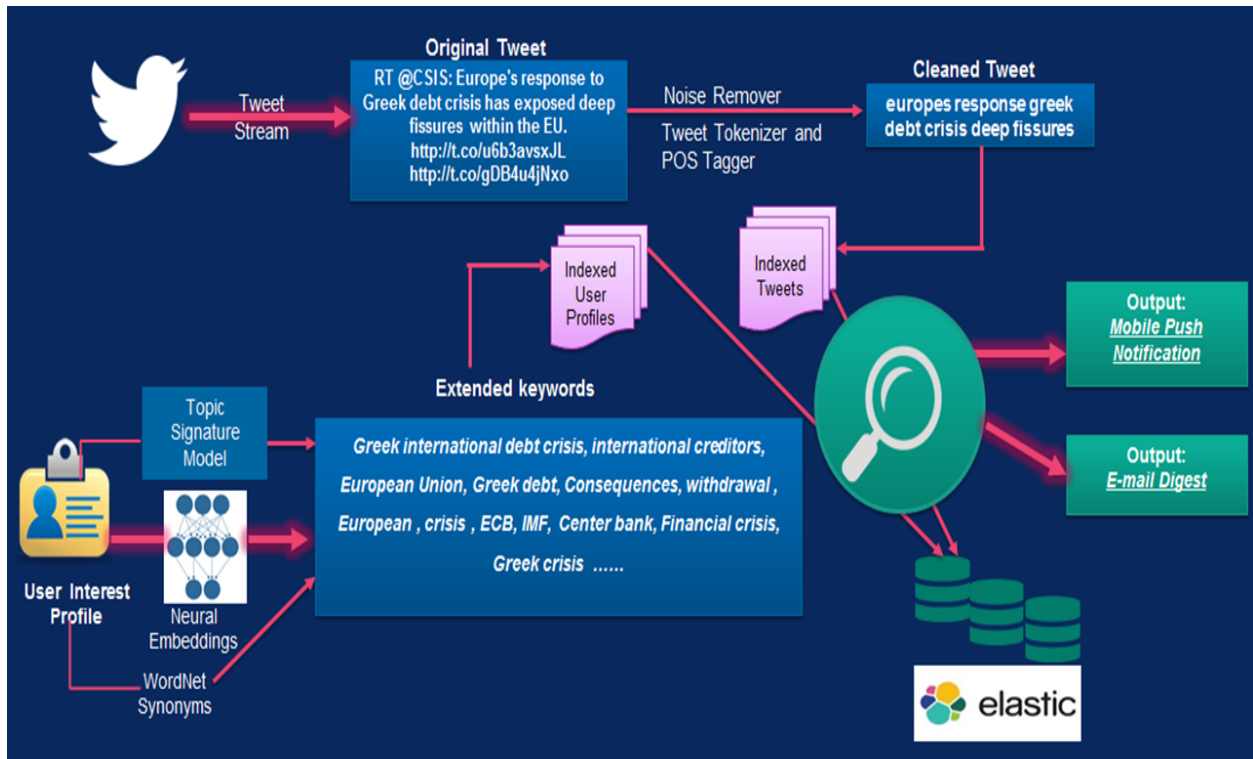 Original Tweet
Tweet
Stream
RT @CSIS: Europe's response to
Greek debt crisis has exposed deep
fissures within the EU.
http://t.co/u6b3avsxJL
http://t.co/gDB4u4jNxo
Noise Remover
Tweet Tokenizer and
POS Tagger
Cleaned Tweet
europes response greek
debt crisis deep fissures
Indexed
User
Profiles
Indexed
Tweets
Output:
Mobile Push
Notification
Output:
E-mail Digest
Extended keywords
Topic
Signature
Model
Greek international debt crisis, international creditors,
European Union, Greek debt, Consequences, withdrawal ,
European , crisis , ECB, IMF, Center bank, Financial crisis,
Greek crisis ......
User Interest
Profile
Neural
Embeddings
WordNet
Synonyms
elastic